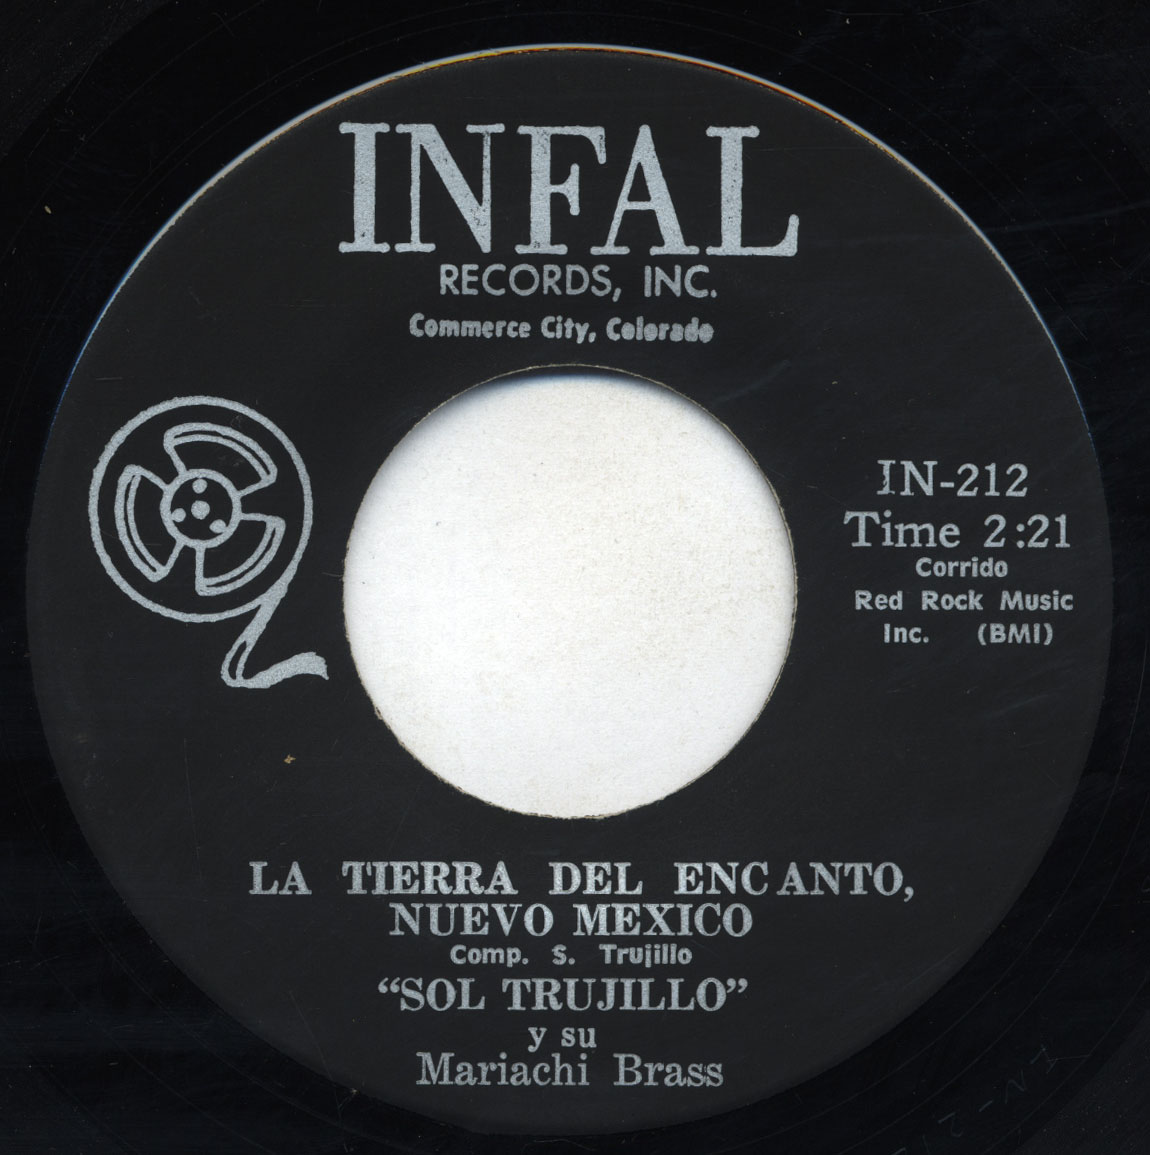 INFAL
RECORDS, INC.
Commerce City, Colorado
IN-212
Time 2:21
Corrido
Red Rock Music
Inc. (BMI)
LA TIERRA DEL ENCANTO,
NUEVO MEXICO
Comp. S. Trujillo
"SOL TRUJILLO"
y su
Mariachi Brass